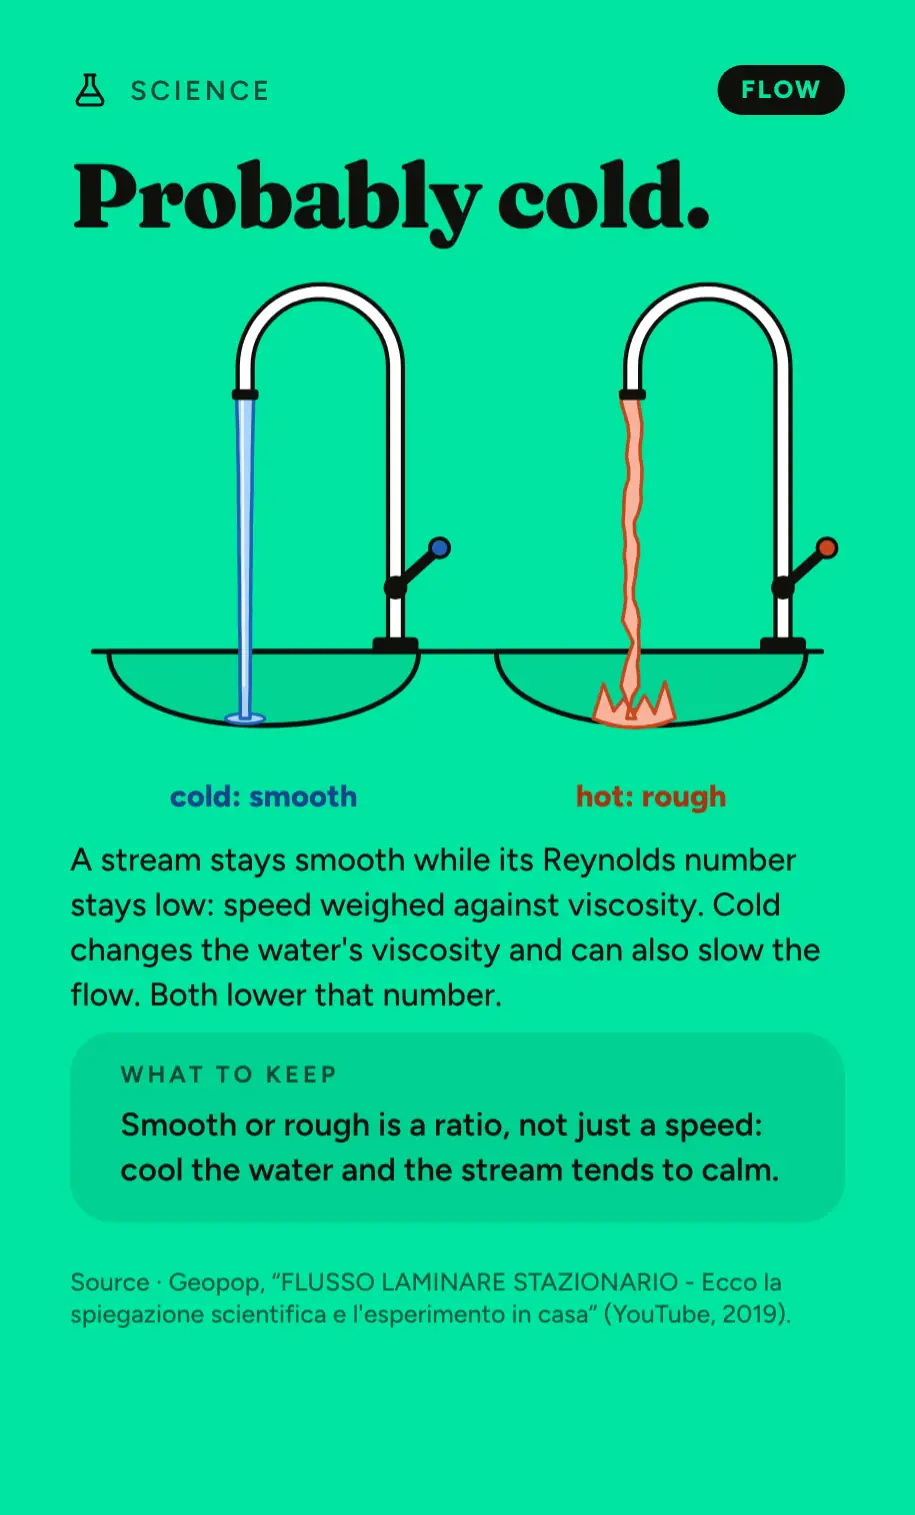 SCIENCE
FLOW
Probably cold.
cold: smooth
hot: rough
A stream stays smooth while its Reynolds number
stays low: speed weighed against viscosity. Cold
changes the water's viscosity and can also slow the
flow. Both lower that number.
WHAT TO KEEP
Smooth or rough is a ratio, not just a speed:
cool the water and the stream tends to calm.
Source · Geopop, “FLUSSO LAMINARE STAZIONARIO - Ecco la
spiegazione scientifica e l'esperimento in casa” (YouTube, 2019).